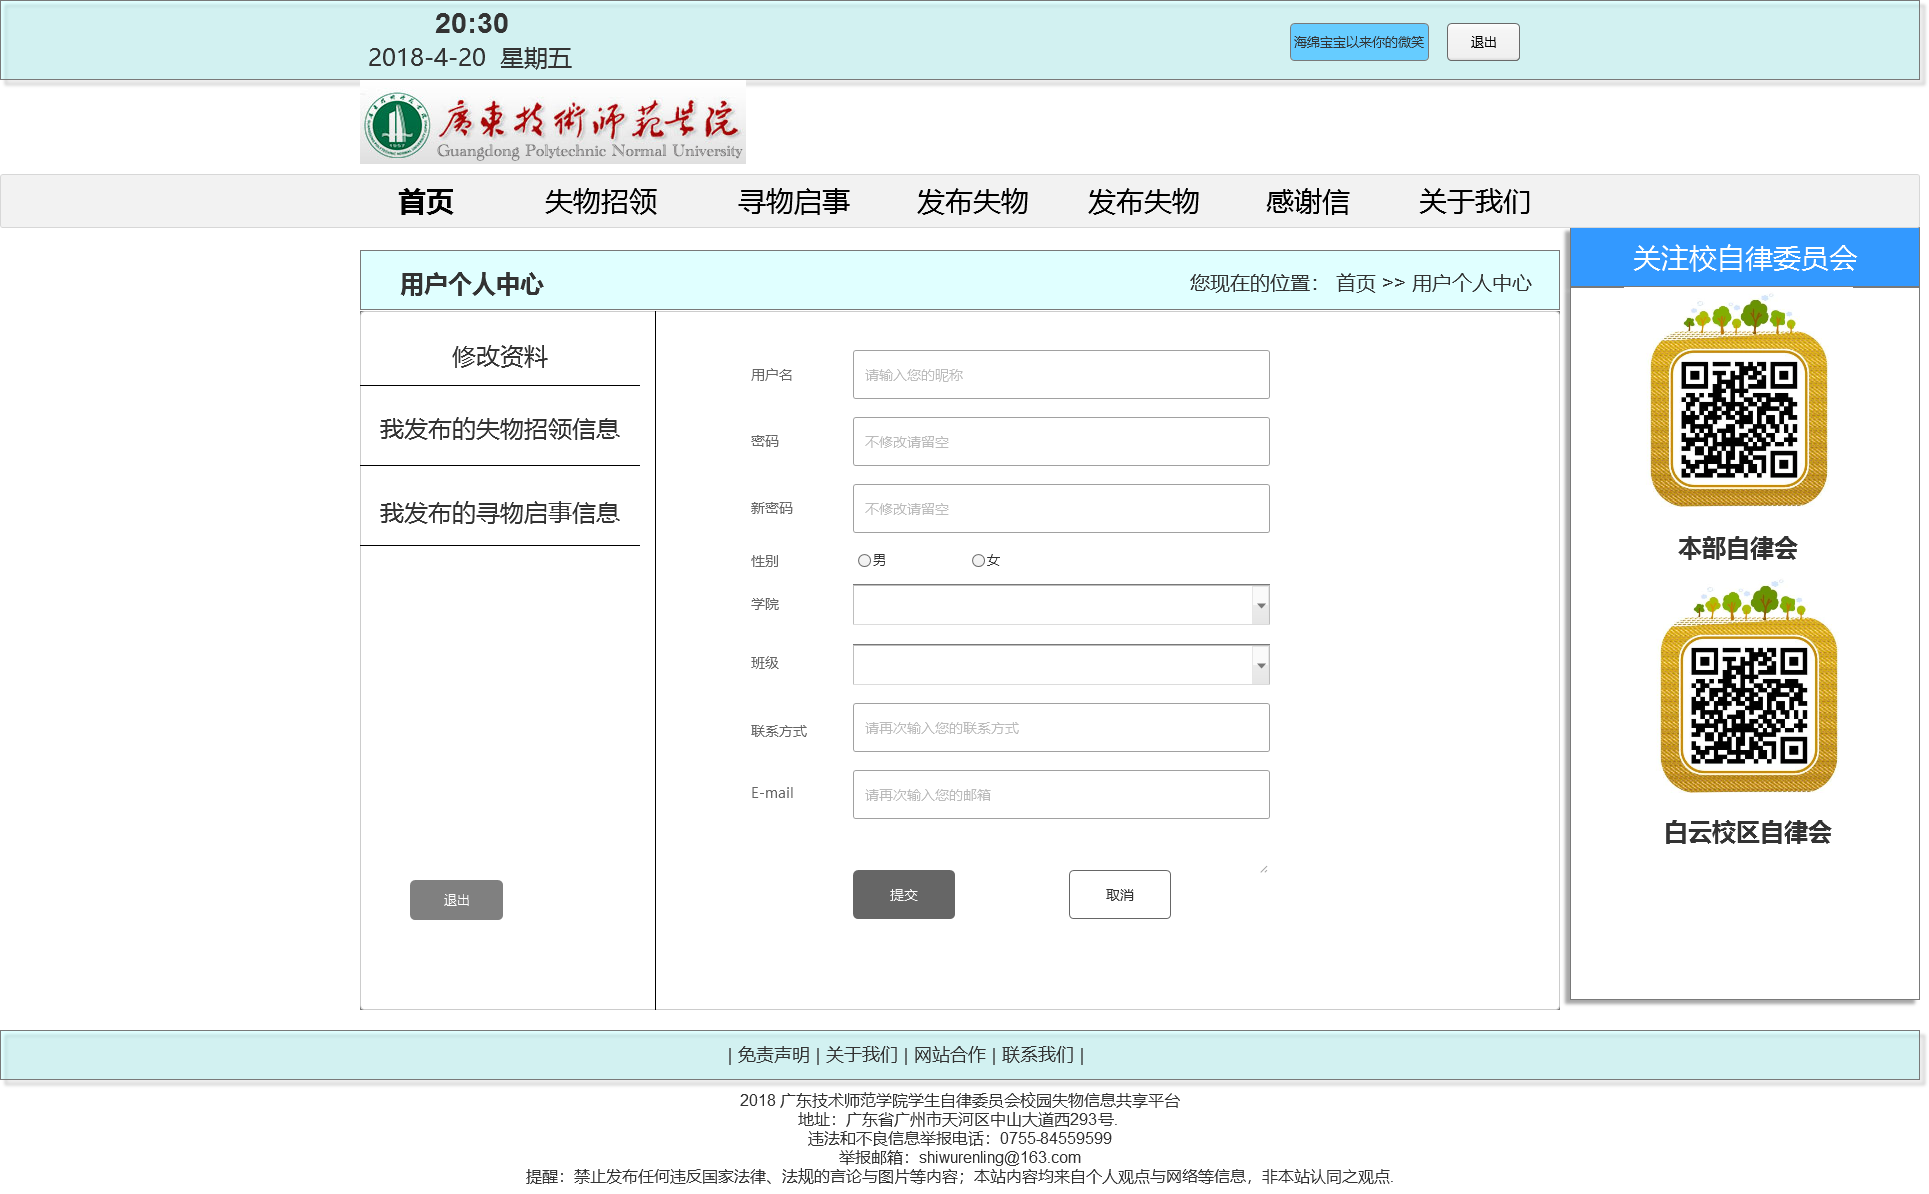 20:30
2018-4-20 星期五
海绵宝宝以来你的微笑
退出
廣東技術师范学院
Guangdong Polytechnic Normal University
首页
失物招领
寻物启事
发布失物
发布失物
感谢信
关于我们
关注校自律委员会
用户个人中心
您现在的位置： 首页 >> 用户个人中心
修改资料
我发布的失物招领信息
我发布的寻物启事信息
退出
用户名
请输入您的昵称
密码
不修改请留空
新密码
不修改请留空
性别
男
女
学院
班级
联系方式
请再次输入您的联系方式
E-mail
请再次输入您的邮箱
提交
取消
本部自律会
白云校区自律会
| 免责声明 | 关于我们 | 网站合作 | 联系我们 |
2018 广东技术师范学院学生自律委员会校园失物信息共享平台
地址：广东省广州市天河区中山大道西293号.
违法和不良信息举报电话：0755-84559599
举报邮箱：shiwurenling@163.com
提醒：禁止发布任何违反国家法律、法规的言论与图片等内容；本站内容均来自个人观点与网络等信息，非本站认同之观点.